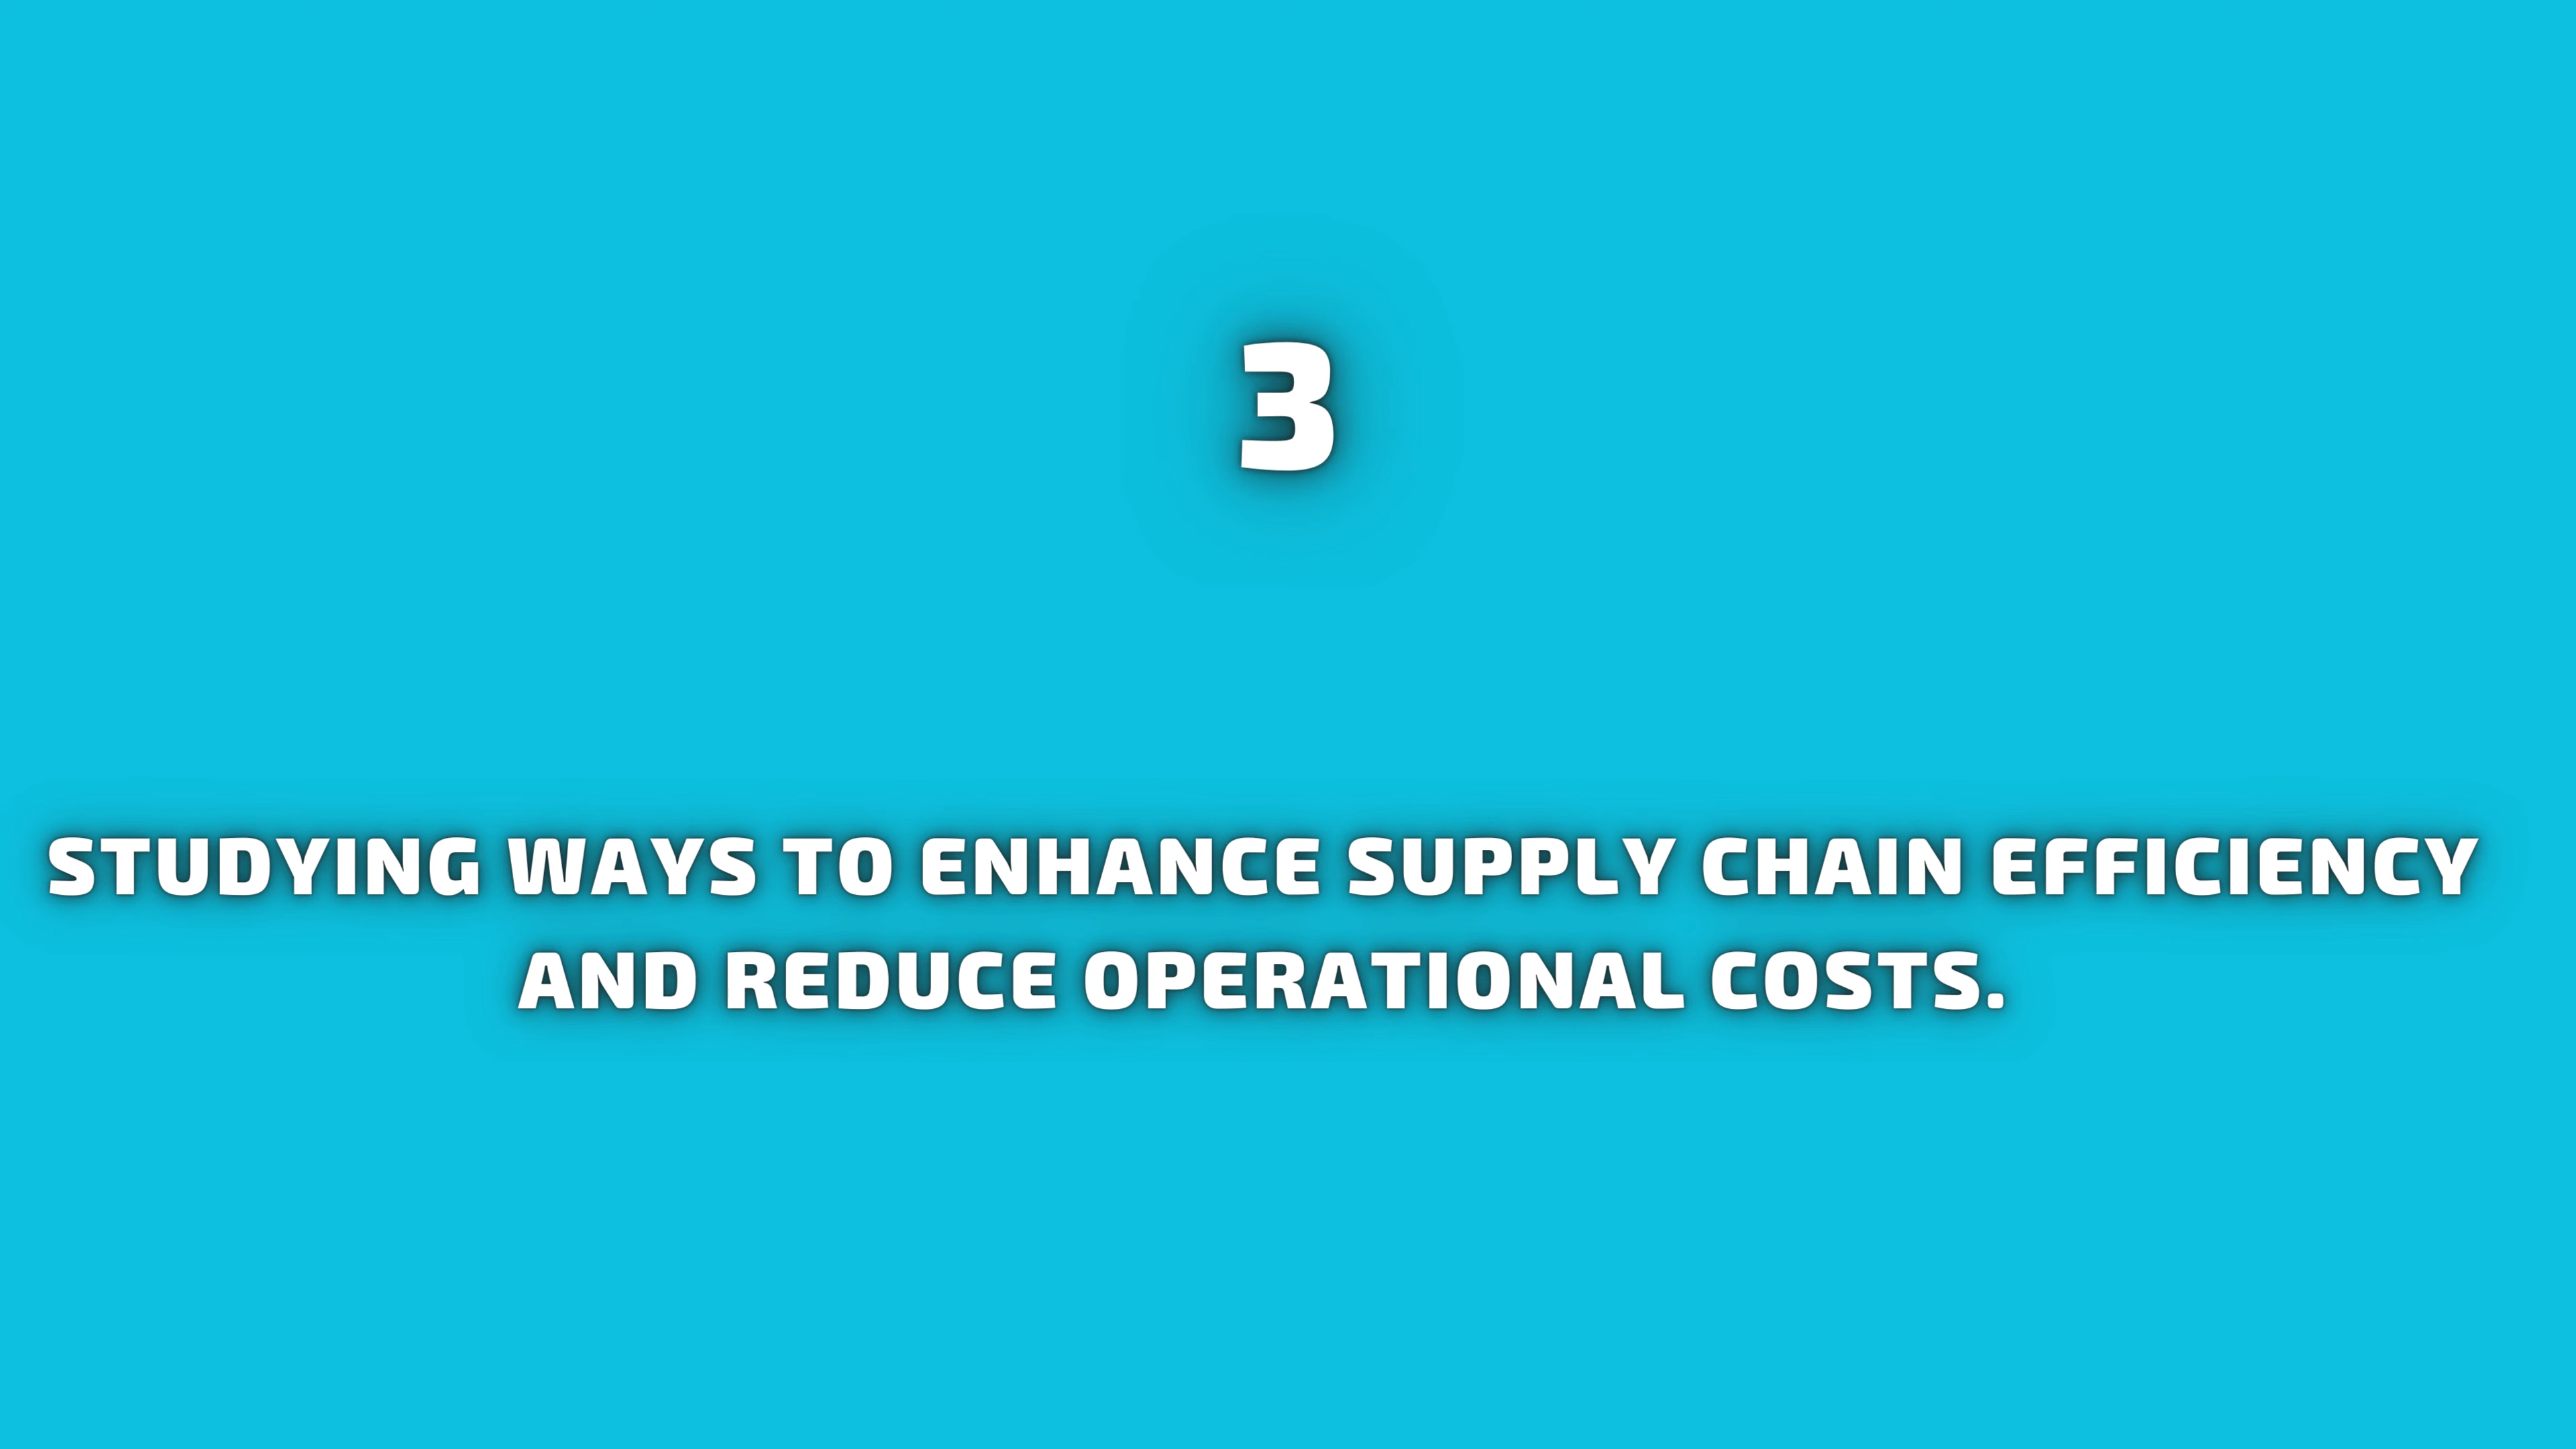 3
STUDYING WAYS TO ENHANCE SUPPLY CHAIN EFFICIENCY
AND REDUCE OPERATIONAL COSTS.